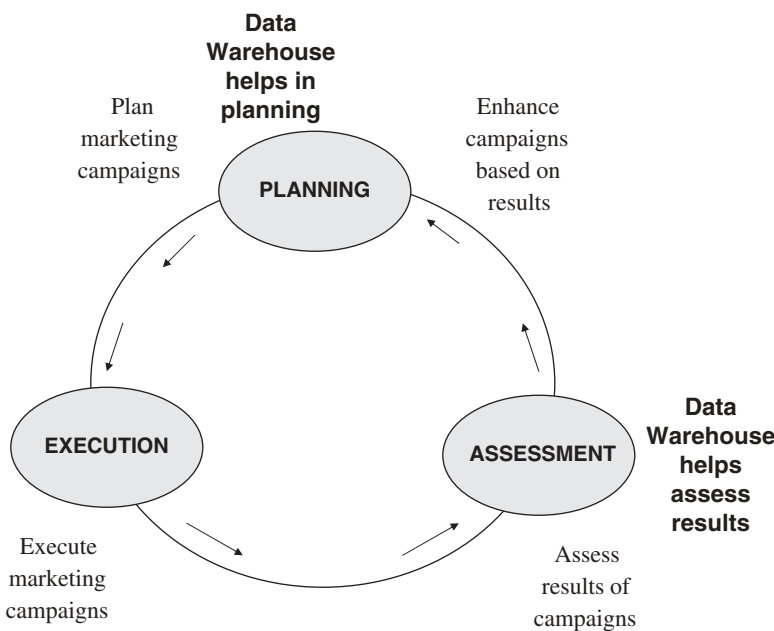 Data
Warehouse
helps in
planning
Plan
marketing
campaigns
Enhance
campaigns
based on
results
PLANNING
EXECUTION
ASSESSMENT
Data
Warehouse
helps
assess
results
Execute
marketing
campaigns
Assess
results of
campaigns